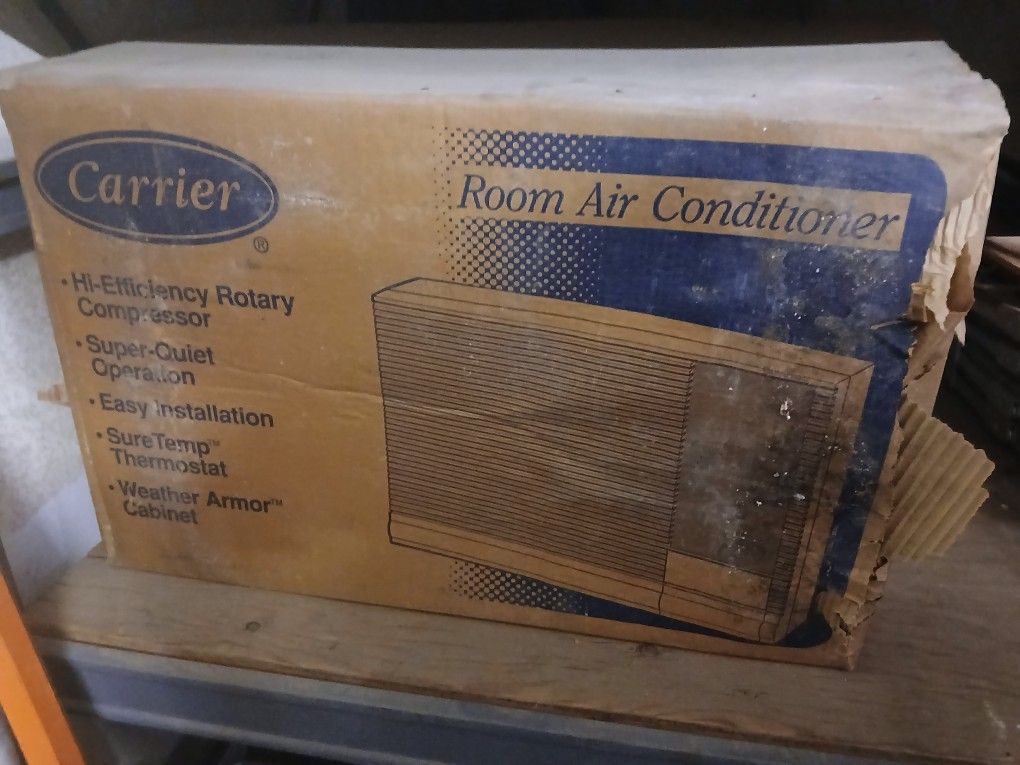 Carrier
®
Room Air Conditioner
• Hi-Efficiency Rotary
Compressor
• Super-Quiet
Operation
• Easy Installation
• SureTemp™
Thermostat
• Weather Armor™
Cabinet